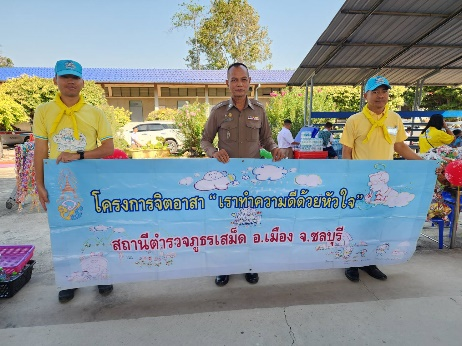 โครงการจิตอาสา "เราทำความดีด้วยหัวใจ"
สถานีตำรวจภูธรเสม็ด อ.เมือง จ.ชลบุรี